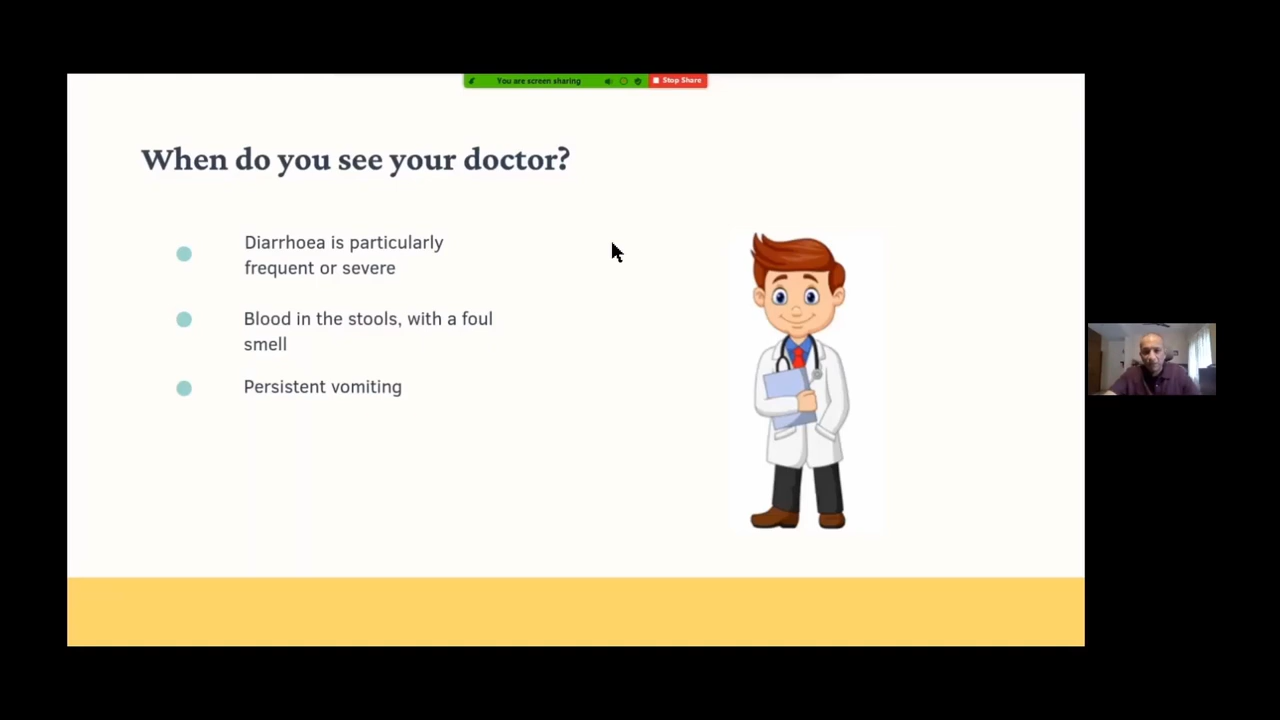 You are screen sharing
Stop Share
When do you see your doctor?
Diarrhoea is particularly
frequent or severe
Blood in the stools, with a foul
smell
Persistent vomiting